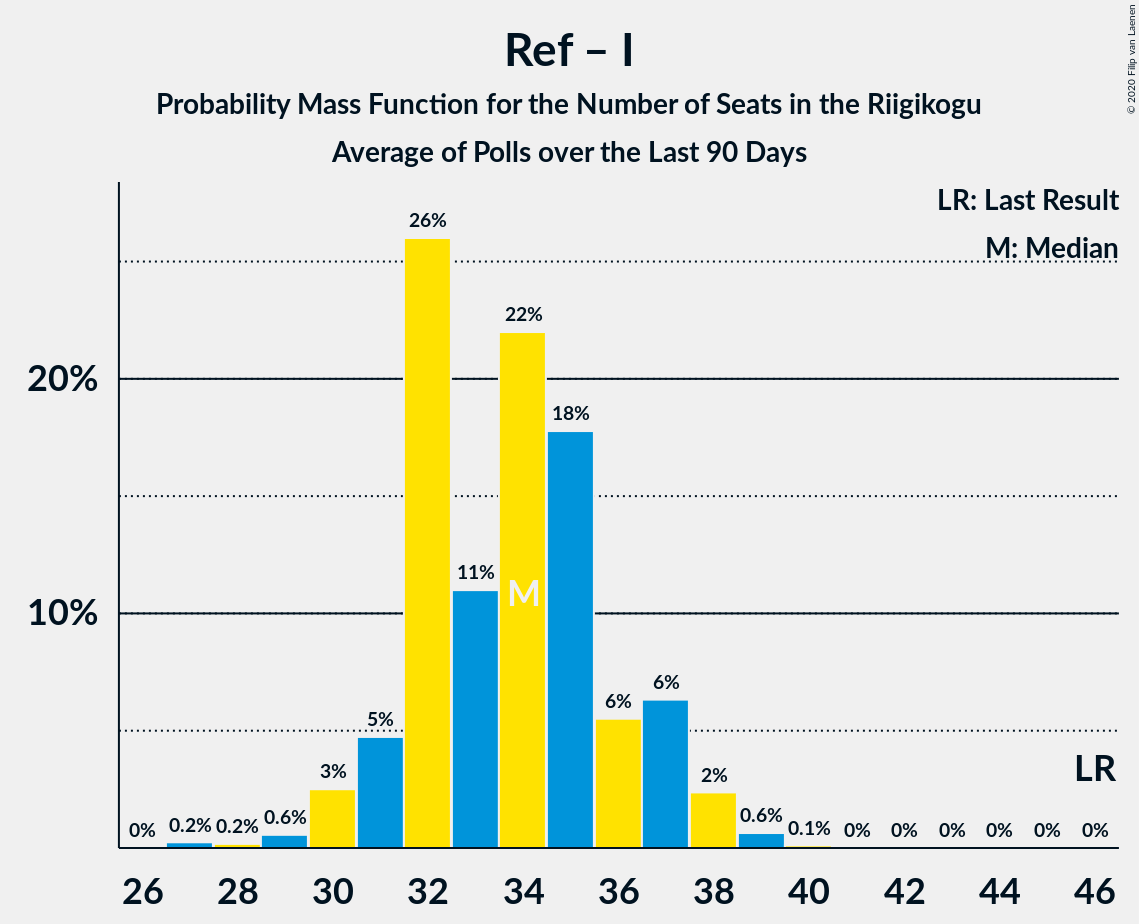 Ref – I
Probability Mass Function for the Number of Seats in the Riigikogu
Average of Polls over the Last 90 Days
© 2020 Filip van Laenen
LR: Last Result
M: Median
20%
10%
0%
0.2%
0.2%
0.6%
3%
5%
26%
11%
22%
18%
6%
6%
2%
0.6%
0.1%
0%
0%
0%
0%
0%
0%
M
LR
26 28 30 32 34 36 38 40 42 44 46